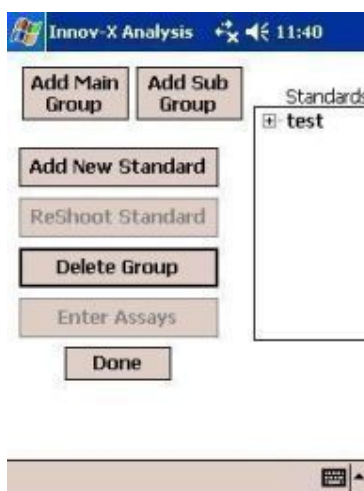 Innov-X Analysis 11:40
Add Main
Group
Add Sub
Group
Standards
test
Add New Standard
ReShoot Standard
Delete Group
Enter Assays
Done